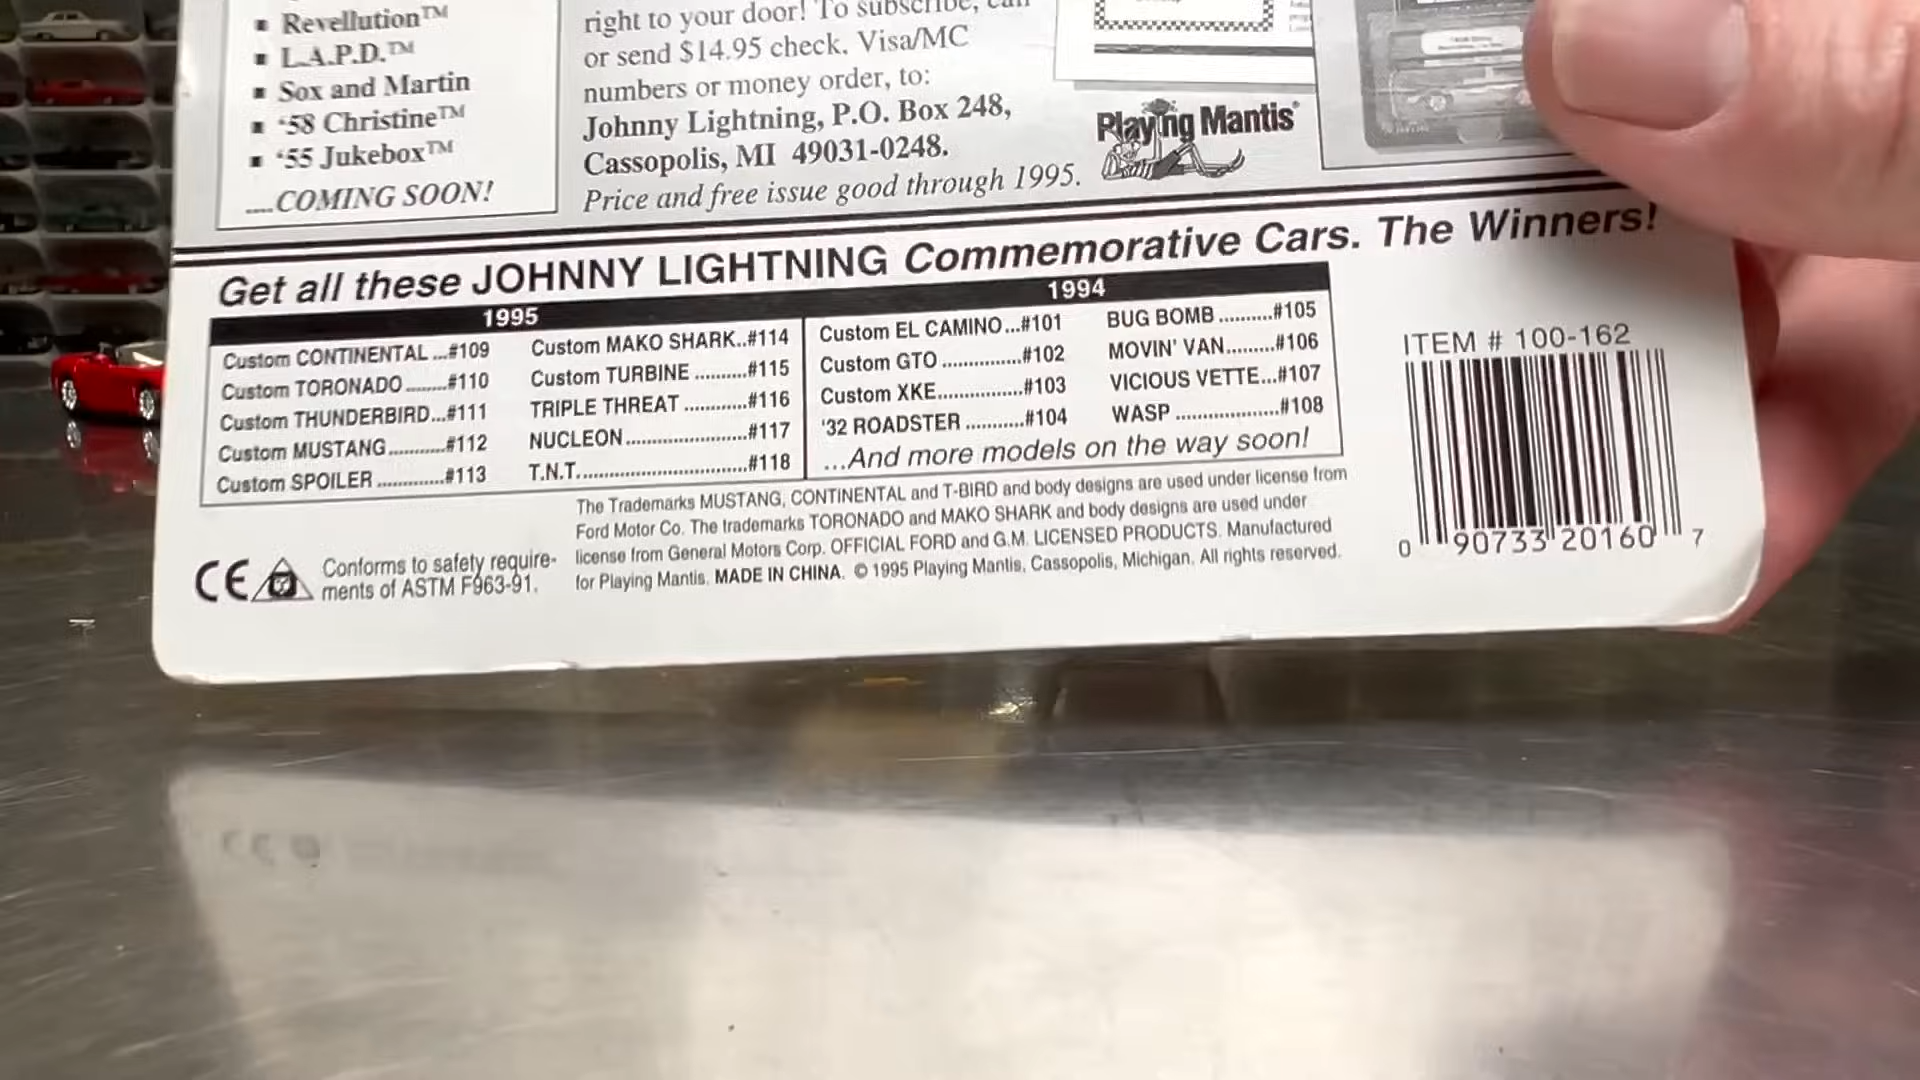 ▪ Revellution™
▪ L.A.P.D.™
▪ Sox and Martin
▪ '58 Christine™
▪ '55 Jukebox™
....COMING SOON!
right to your door! To subscribe, call
or send $14.95 check, Visa/MC
numbers or money order, to:
Johnny Lightning, P.O. Box 248,
Cassopolis, MI 49031-0248.
Price and free issue good through 1995.
Playing Mantis
Get all these JOHNNY LIGHTNING Commemorative Cars. The Winners!
1995
Custom CONTINENTAL...#109
Custom TORONADO........#110
Custom THUNDERBIRD...#111
Custom MUSTANG...........#112
Custom SPOILER.............#113
Custom MAKO SHARK..#114
Custom TURBINE..........#115
TRIPLE THREAT............#116
NUCLEON.......................#117
T.N.T................................#118
1994
Custom EL CAMINO...#101
Custom GTO..............#102
Custom XKE...............#103
'32 ROADSTER...........#104
BUG BOMB..........#105
MOVIN' VAN.........#106
VICIOUS VETTE...#107
WASP...................#108
...And more models on the way soon!
ITEM # 100-162
0 90733 20160 7
CE
Conforms to safety require-
ments of ASTM F963-91.
The Trademarks MUSTANG, CONTINENTAL and T-BIRD and body designs are used under license from
Ford Motor Co. The trademarks TORONADO and MAKO SHARK and body designs are used under
license from General Motors Corp. OFFICIAL FORD and G.M. LICENSED PRODUCTS. Manufactured
for Playing Mantis. MADE IN CHINA. © 1995 Playing Mantis, Cassopolis, Michigan. All rights reserved.